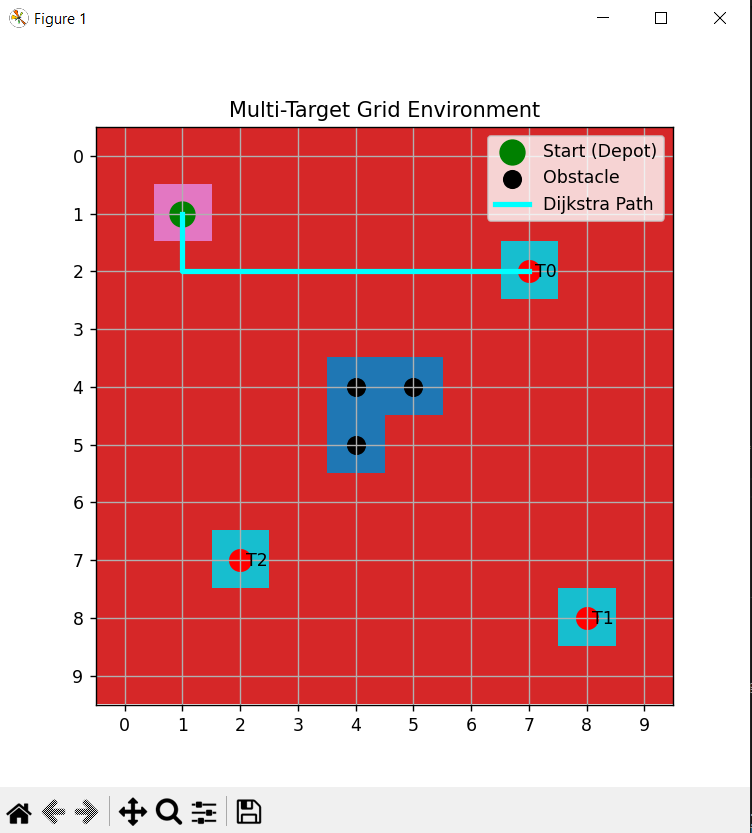 Figure 1
Multi-Target Grid Environment
Start (Depot)
Obstacle
Dijkstra Path
0
1
2
3
4
5
6
7
8
9
T0
T2
T1
0 1 2 3 4 5 6 7 8 9